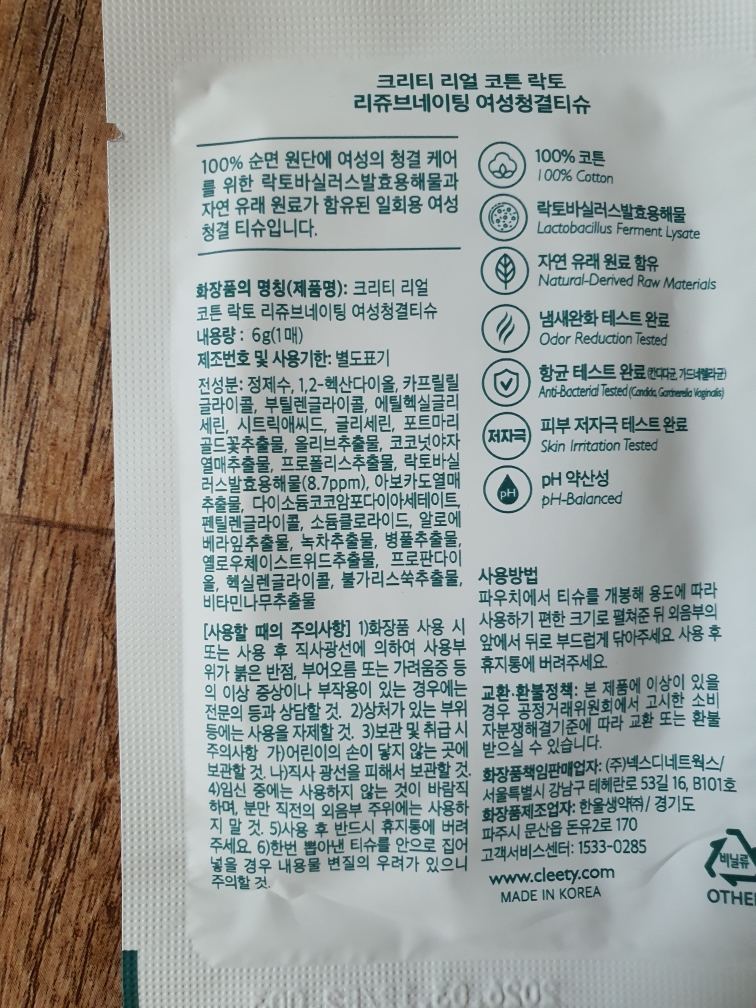 크리티 리얼 코튼 락토
리쥬브네이팅 여성청결티슈
100% 순면 원단에 여성의 청결 케어
를 위한 락토바실러스발효용해물과
자연 유래 원료가 함유된 일회용 여성
청결 티슈입니다.
화장품의 명칭(제품명): 크리티 리얼
코튼 락토 리쥬브네이팅 여성청결티슈
내용량 : 6g(1매)
제조번호 및 사용기한: 별도표기
전성분: 정제수, 1,2-헥산다이올, 카프릴릴
글라이콜, 부틸렌글라이콜, 에틸헥실글리
세린, 시트릭애씨드, 글리세린, 포트마리
골드꽃추출물, 올리브추출물, 코코넛야자
열매추출물, 프로폴리스추출물, 락토바실
러스발효용해물(8.7ppm), 아보카도열매
추출물, 다이소듐코코암포다이아세테이트,
펜틸렌글라이콜, 소듐클로라이드, 알로에
베라잎추출물, 녹차추출물, 병풀추출물,
옐로우체이스트위드추출물, 프로판다이
올, 헥실렌글라이콜, 불가리스쑥추출물,
비타민나무추출물
[사용할 때의 주의사항] 1)화장품 사용 시
또는 사용 후 직사광선에 의하여 사용부
위가 붉은 반점, 부어오름 또는 가려움증 등
의 이상 증상이나 부작용이 있는 경우에는
전문의 등과 상담할 것. 2)상처가 있는 부위
등에는 사용을 자제할 것. 3)보관 및 취급 시
주의사항 가)어린이의 손이 닿지 않는 곳에
보관할 것. 나)직사 광선을 피해서 보관할 것.
4)임신 중에는 사용하지 않는 것이 바람직
하며, 분만 직전의 외음부 주위에는 사용하
지 말 것. 5)사용 후 반드시 휴지통에 버려
주세요. 6)한번 뽑아낸 티슈를 안으로 집어
넣을 경우 내용물 변질의 우려가 있으니
주의할 것.
100% 코튼
100% Cotton
락토바실러스발효용해물
Lactobacillus Ferment Lysate
자연 유래 원료 함유
Natural-Derived Raw Materials
냄새완화 테스트 완료
Odor Reduction Tested
항균 테스트 완료(칸디다균, 가드네렐라균)
Anti-Bacterial Tested (Candida, Gardnerella Vaginalis)
저자극
피부 저자극 테스트 완료
Skin Irritation Tested
pH
pH 약산성
pH-Balanced
사용방법
파우치에서 티슈를 개봉해 용도에 따라
사용하기 편한 크기로 펼쳐준 뒤 외음부의
앞에서 뒤로 부드럽게 닦아주세요. 사용 후
휴지통에 버려주세요.
교환·환불정책: 본 제품에 이상이 있을
경우 공정거래위원회에서 고시한 소비
자분쟁해결기준에 따라 교환 또는 환불
받으실 수 있습니다.
화장품책임판매업자: (주)넥스디네트웍스/
서울특별시 강남구 테헤란로 53길 16, B101호
화장품제조업자: 한울생약㈜/ 경기도
파주시 문산읍 돈유2로 170
고객서비스센터: 1533-0285
www.cleety.com
MADE IN KOREA
비닐류
OTHER